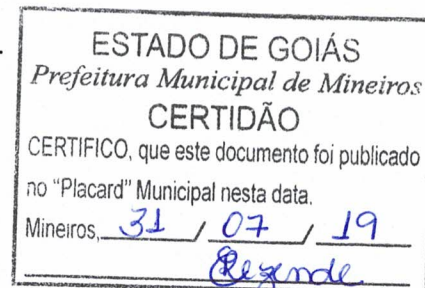 ESTADO DE GOIÁS
Prefeitura Municipal de Mineiros
CERTIDÃO
CERTIFICO, que este documento foi publicado
no "Placard" Municipal nesta data.
Mineiros, 31 / 07 / 19
Rezende